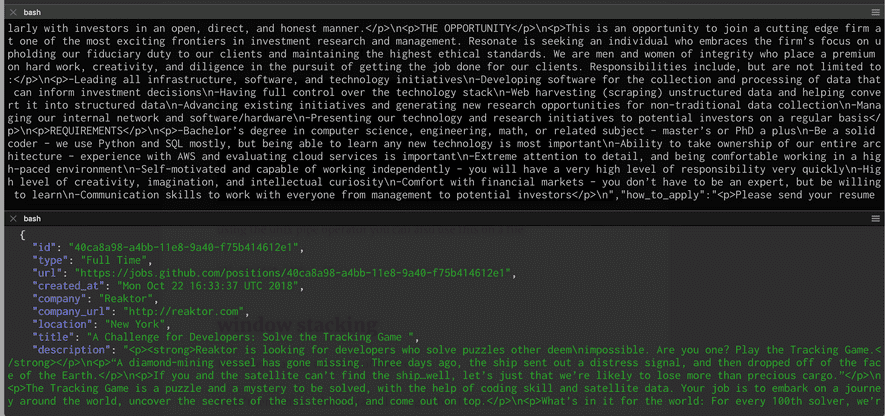 bash
larly with investors in an open, direct, and honest manner.</p>\n<p>THE OPPORTUNITY</p>\n<p>This is an opportunity to join a cutting edge firm a
t one of the most exciting frontiers in investment research and management. Resonate is seeking an individual who embraces the firm's focus on u
pholding our fiduciary duty to our clients and maintaining the highest ethical standards. We are men and women of integrity who place a premium
on hard work, creativity, and diligence in the pursuit of getting the job done for our clients. Responsibilities include, but are not limited to
:</p>\n<p>-Leading all infrastructure, software, and technology initiatives\n-Developing software for the collection and processing of data that
can inform investment decisions\n-Having full control over the technology stack\n-Web harvesting (scraping) unstructured data and helping conve
rt it into structured data\n-Advancing existing initiatives and generating new research opportunities for non-traditional data collection\n-Mana
ging our internal network and software/hardware\n-Presenting our technology and research initiatives to potential investors on a regular basis</
p>\n<p>REQUIREMENTS</p>\n<p>-Bachelor's degree in computer science, engineering, math, or related subject – master's or PhD a plus\n-Be a solid
coder – we use Python and SQL mostly, but being able to learn any new technology is most important\n-Ability to take ownership of our entire arc
hitecture – experience with AWS and evaluating cloud services is important\n-Extreme attention to detail, and being comfortable working in a hig
h-paced environment\n-Self-motivated and capable of working independently – you will have a very high level of responsibility very quickly\n-Hig
h level of creativity, imagination, and intellectual curiosity\n-Comfort with financial markets – you don't have to be an expert, but be willing
to learn\n-Communication skills to work with everyone from management to potential investors</p>\n","how_to_apply":"<p>Please send your resume
bash
{
"id": "40ca8a98-a4bb-11e8-9a40-f75b414612e1",
"type": "Full Time",
"url": "https://jobs.github.com/positions/40ca8a98-a4bb-11e8-9a40-f75b414612e1",
"created_at": "Mon Oct 22 16:33:37 UTC 2018",
"company": "Reaktor",
"company_url": "http://reaktor.com",
"location": "New York",
"title": "A Challenge for Developers: Solve the Tracking Game ",
"description": "<p><strong>Reaktor is looking for developers who solve puzzles other deem\nimpossible. Are you one? Play the Tracking Game.<
/strong></p>\n<p>"A diamond-mining vessel has gone missing. Three days ago, the ship sent out a distress signal, and then dropped off of the fa
ce of the Earth.</p>\n<p>If you and the satellite can't find the ship…well, let's just that we're likely to lose more than precious cargo."</p>\n
<p>The Tracking Game is a puzzle and a mystery to be solved, with the help of coding skill and satellite data. Your job is to embark on a journe
y around the world, uncover the secrets of the sisterhood, and come out on top.</p>\n<p>What's in it for the world: For every 100th solver, we'r